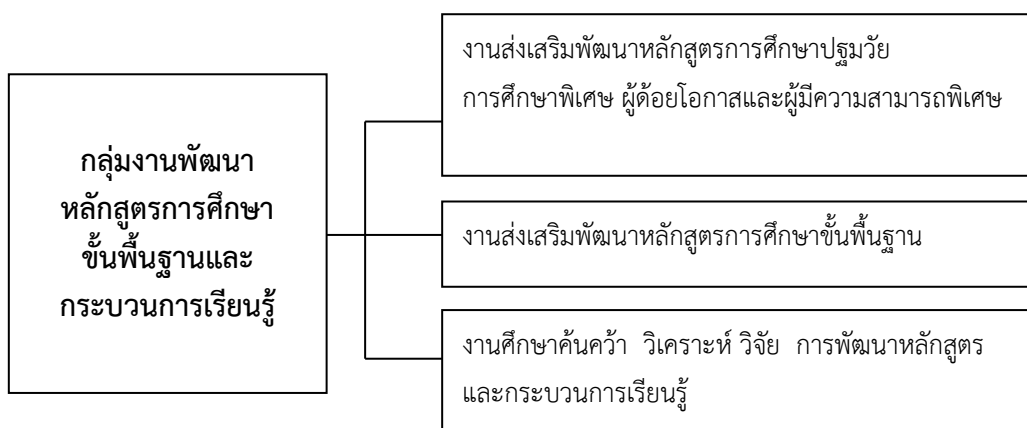 กลุ่มงานพัฒนา
หลักสูตรการศึกษา
ขั้นพื้นฐานและ
กระบวนการเรียนรู้
งานส่งเสริมพัฒนาหลักสูตรการศึกษาปฐมวัย
การศึกษาพิเศษ ผู้ด้อยโอกาสและผู้มีความสามารถพิเศษ
งานส่งเสริมพัฒนาหลักสูตรการศึกษาขั้นพื้นฐาน
งานศึกษาค้นคว้า วิเคราะห์ วิจัย การพัฒนาหลักสูตร
และกระบวนการเรียนรู้